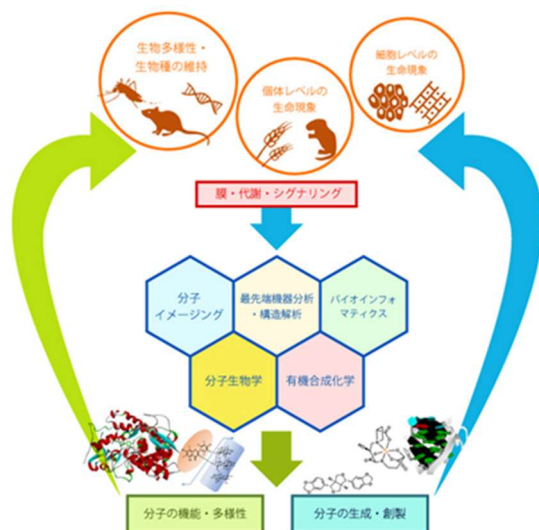 生物多様性・
生物種の維持
個体レベルの
生命現象
細胞レベルの
生命現象
膜・代謝・シグナリング
分子
イメージング
最先端機器分析
・構造解析
バイオインフォ
マティクス
分子生物学
有機合成化学
分子の機能・多様性
分子の生成・創製